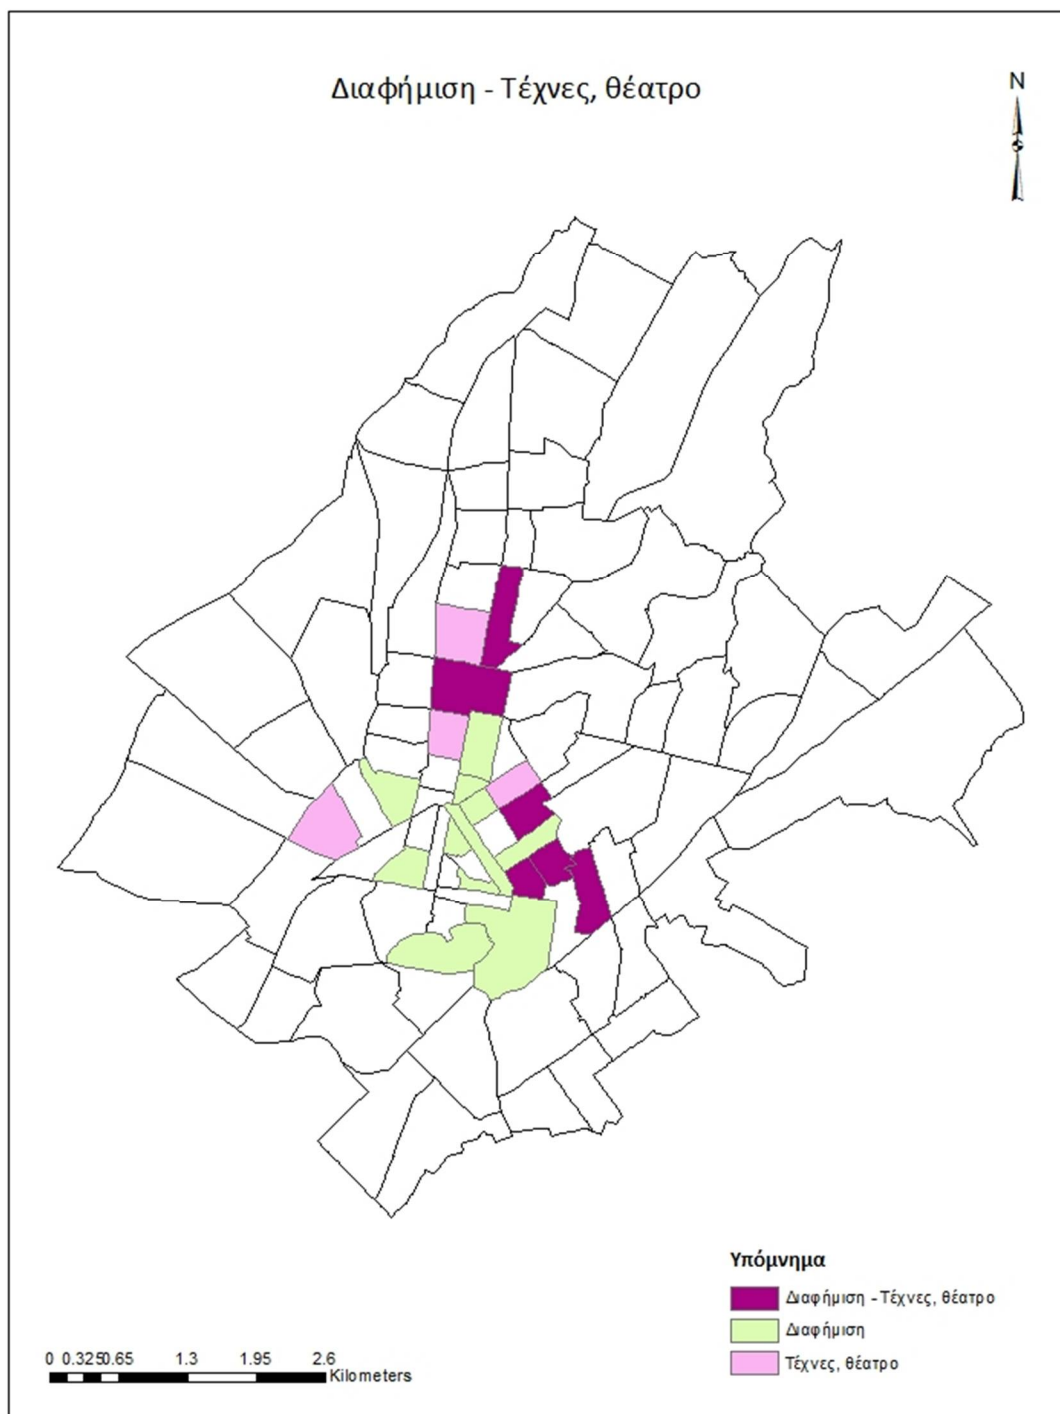 Διαφήμιση - Τέχνες, θέατρο
N
Υπόμνημα
Διαφήμιση - Τέχνες, θέατρο
Διαφήμιση
Τέχνες, θέατρο
0 0.325 0.65 1.3 1.95 2.6
Kilometers